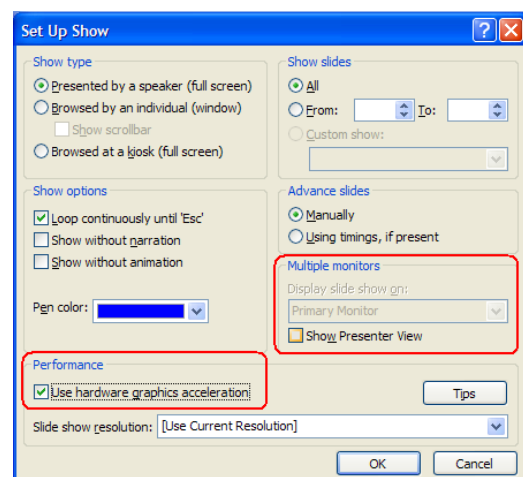 Set Up Show
Show type
Presented by a speaker (full screen)
Browsed by an individual (window)
Show scrollbar
Browsed at a kiosk (full screen)
Show slides
All
From: To:
Custom show:
Show options
Loop continuously until 'Esc'
Show without narration
Show without animation
Pen color:
Advance slides
Manually
Using timings, if present
Multiple monitors
Display slide show on:
Primary Monitor
Show Presenter View
Performance
Use hardware graphics acceleration
Tips
Slide show resolution: [Use Current Resolution]
OK Cancel